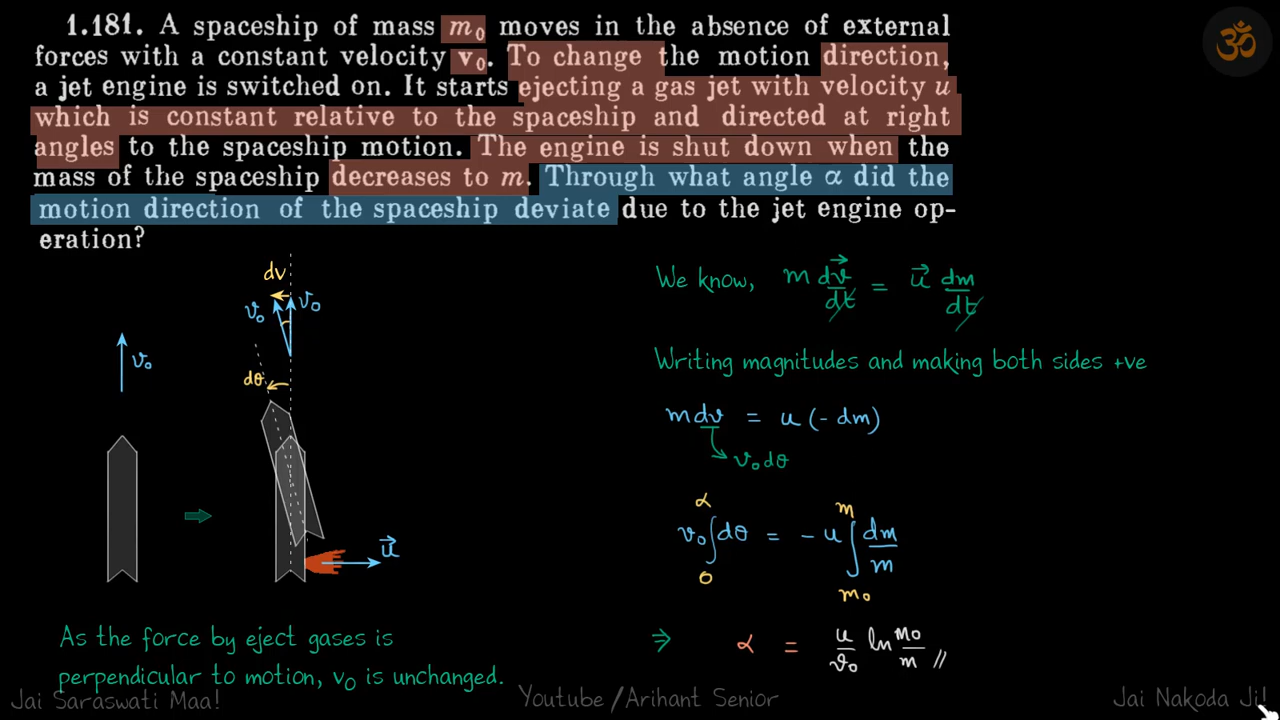 1.181. A spaceship of mass m₀ moves in the absence of external
forces with a constant velocity v₀. To change the motion direction,
a jet engine is switched on. It starts ejecting a gas jet with velocity u
which is constant relative to the spaceship and directed at right
angles to the spaceship motion. The engine is shut down when the
mass of the spaceship decreases to m. Through what angle α did the
motion direction of the spaceship deviate due to the jet engine op-
eration?
ॐ
dv
v₀ v₀
v₀
dθ
u⃗
As the force by eject gases is
perpendicular to motion, v₀ is unchanged.
We know, m dv⃗/dt = u⃗ dm/dt
Writing magnitudes and making both sides +ve
mdv = u (-dm)
v₀dθ
v₀ ∫₀^α dθ = - u ∫_{m₀}^{m} dm/m
⇒ α = u/v₀ ln m₀/m //
Jai Saraswati Maa! Youtube /Arihant Senior Jai Nakoda Ji!